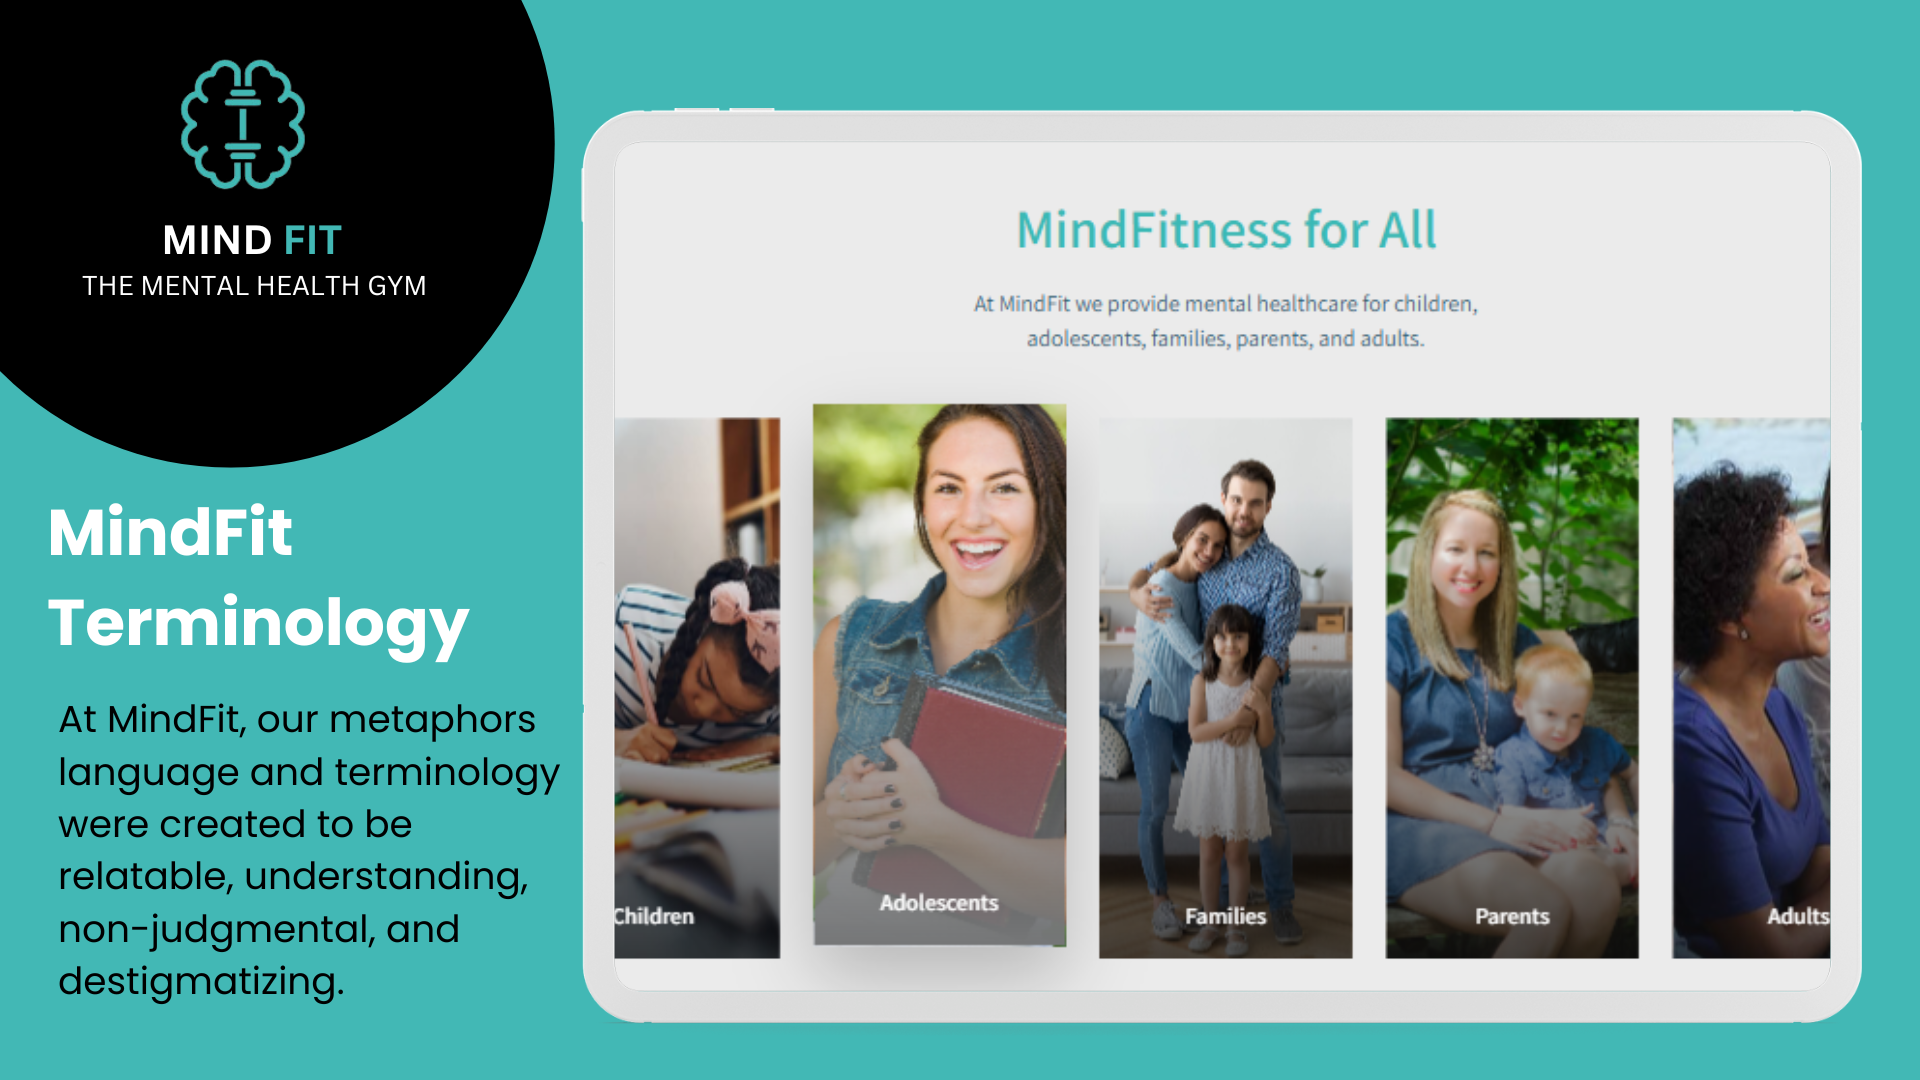 MIND FIT
THE MENTAL HEALTH GYM
MindFit
Terminology
At MindFit, our metaphors
language and terminology
were created to be
relatable, understanding,
non-judgmental, and
destigmatizing.
MindFitness for All
At MindFit we provide mental healthcare for children,
adolescents, families, parents, and adults.
Children
Adolescents
Families
Parents
Adults